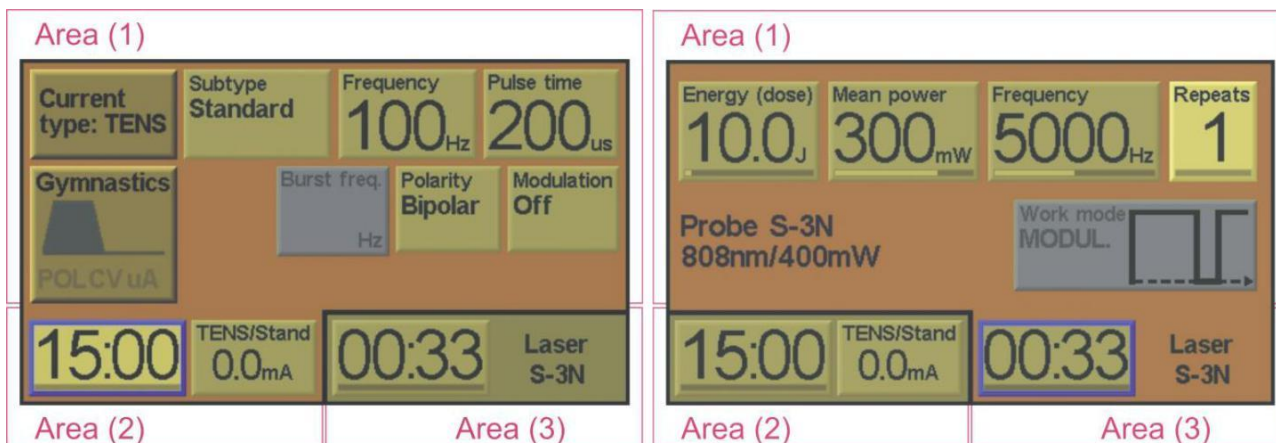 Area (1)
Current
type: TENS
Subtype
Standard
Frequency
100Hz
Pulse time
200us
Gymnastics
POL CV uA
Burst freq.
Hz
Polarity
Bipolar
Modulation
Off
15:00
TENS/Stand
0.0mA
00:33
Laser
S-3N
Area (2)
Area (3)
Area (1)
Energy (dose)
10.0J
Mean power
300mW
Frequency
5000Hz
Repeats
1
Probe S-3N
808nm/400mW
Work mode
MODUL.
15:00
TENS/Stand
0.0mA
00:33
Laser
S-3N
Area (2)
Area (3)